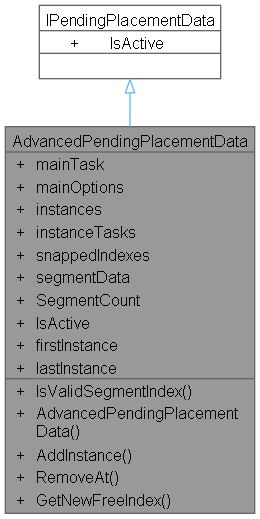 IPendingPlacementData
+ IsActive
AdvancedPendingPlacementData
+ mainTask
+ mainOptions
+ instances
+ instanceTasks
+ snappedIndexes
+ segmentData
+ SegmentCount
+ IsActive
+ firstInstance
+ lastInstance
+ IsValidSegmentIndex()
+ AdvancedPendingPlacement
Data()
+ AddInstance()
+ RemoveAt()
+ GetNewFreeIndex()